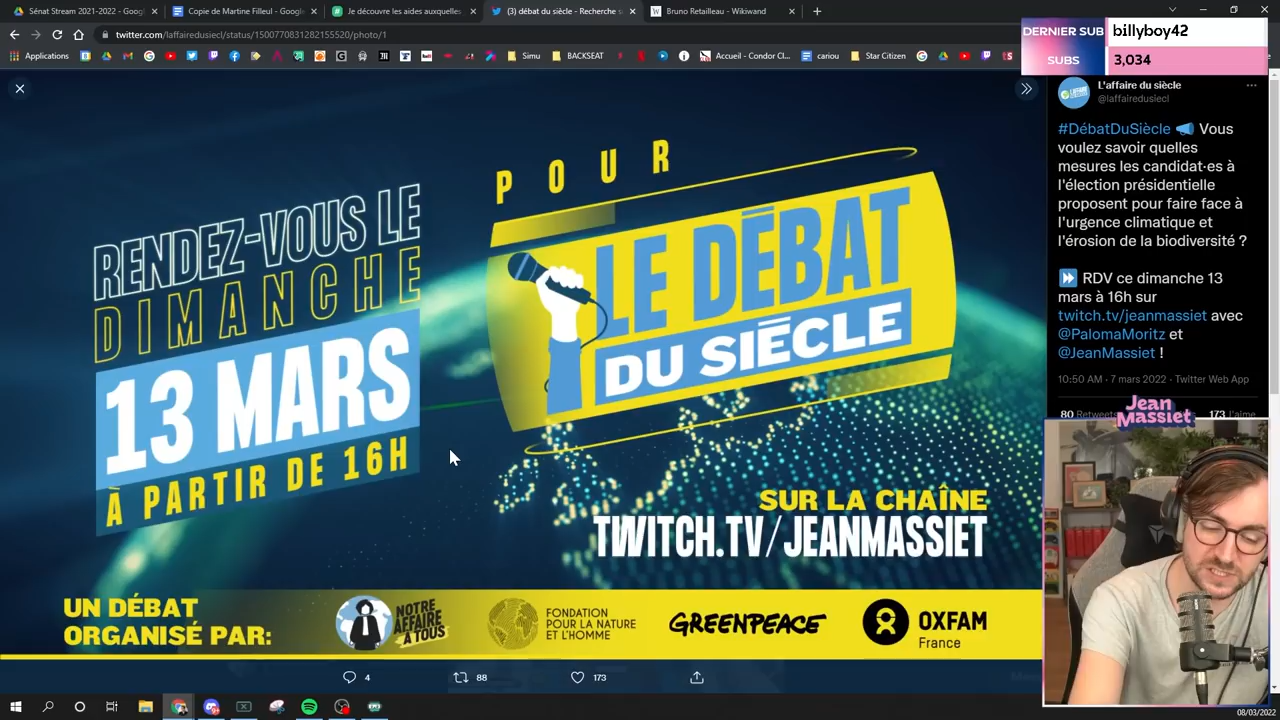 Sénat Stream 2021-2022 - Google
Copie de Martine Filleul - Google
Je découvre les aides auxquelles
(3) débat du siècle - Recherche s
Bruno Retailleau - Wikiwand
twitter.com/laffairedusiecl/status/1500770831282155520/photo/1
Applications
Simu
BACKSEAT
Accueil - Condor Cl...
cariou
Star Citizen
DERNIER SUB
billyboy42
SUBS
3,034
RENDEZ-VOUS LE
DIMANCHE
13 MARS
À PARTIR DE 16H
POUR
LE DÉBAT
DU SIÈCLE
SUR LA CHAÎNE
TWITCH.TV/JEANMASSIET
UN DÉBAT
ORGANISÉ PAR:
NOTRE
AFFAIRE
À TOUS
FONDATION
POUR LA NATURE
ET L'HOMME
GREENPEACE
OXFAM
France
4
88
173
L'affaire du siècle
@laffairedusiecl
#DébatDuSiècle Vous
voulez savoir quelles
mesures les candidat·es à
l'élection présidentielle
proposent pour faire face à
l'urgence climatique et
l'érosion de la biodiversité ?
RDV ce dimanche 13
mars à 16h sur
twitch.tv/jeanmassiet avec
@PalomaMoritz et
@JeanMassiet !
10:50 AM · 7 mars 2022 · Twitter Web App
80 Retweets
173 J'aime
Jean
Massiet
08/03/2022